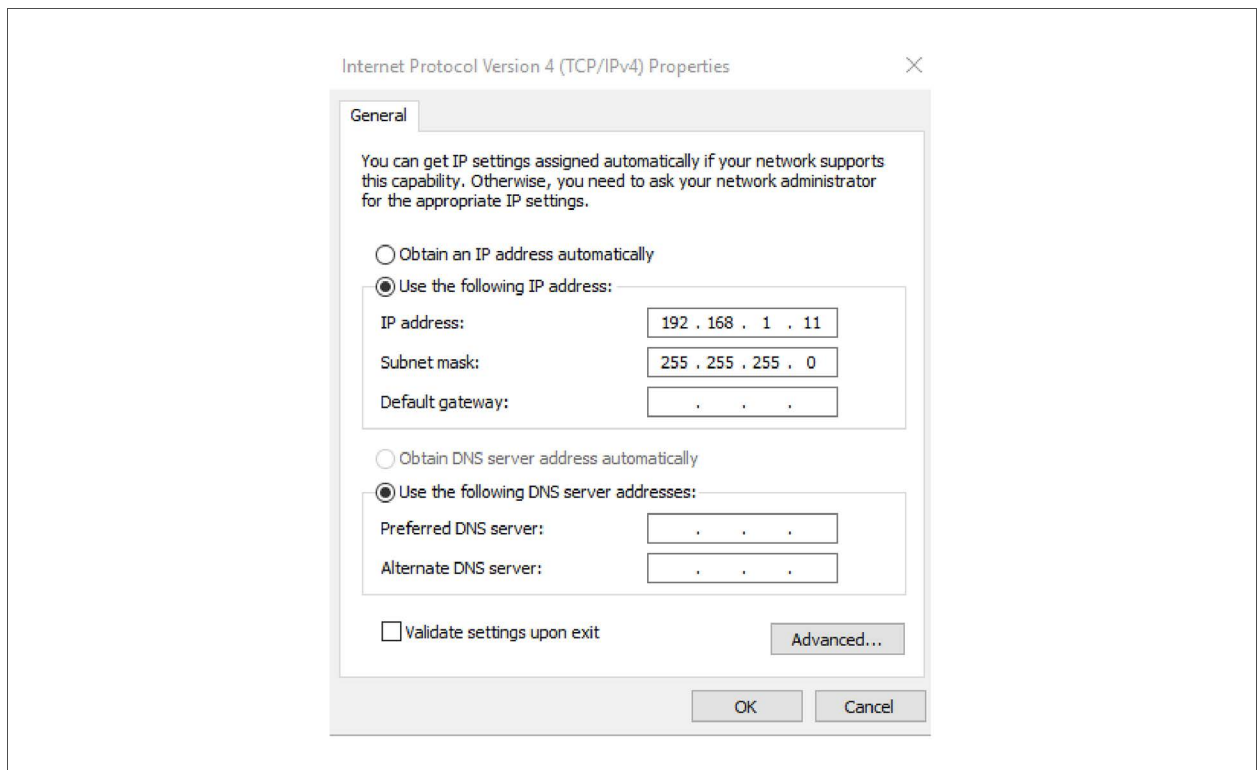 Internet Protocol Version 4 (TCP/IPv4) Properties
General
You can get IP settings assigned automatically if your network supports
this capability. Otherwise, you need to ask your network administrator
for the appropriate IP settings.
Obtain an IP address automatically
Use the following IP address:
IP address: 192 . 168 . 1 . 11
Subnet mask: 255 . 255 . 255 . 0
Default gateway: . . .
Obtain DNS server address automatically
Use the following DNS server addresses:
Preferred DNS server: . . .
Alternate DNS server: . . .
Validate settings upon exit
Advanced...
OK Cancel